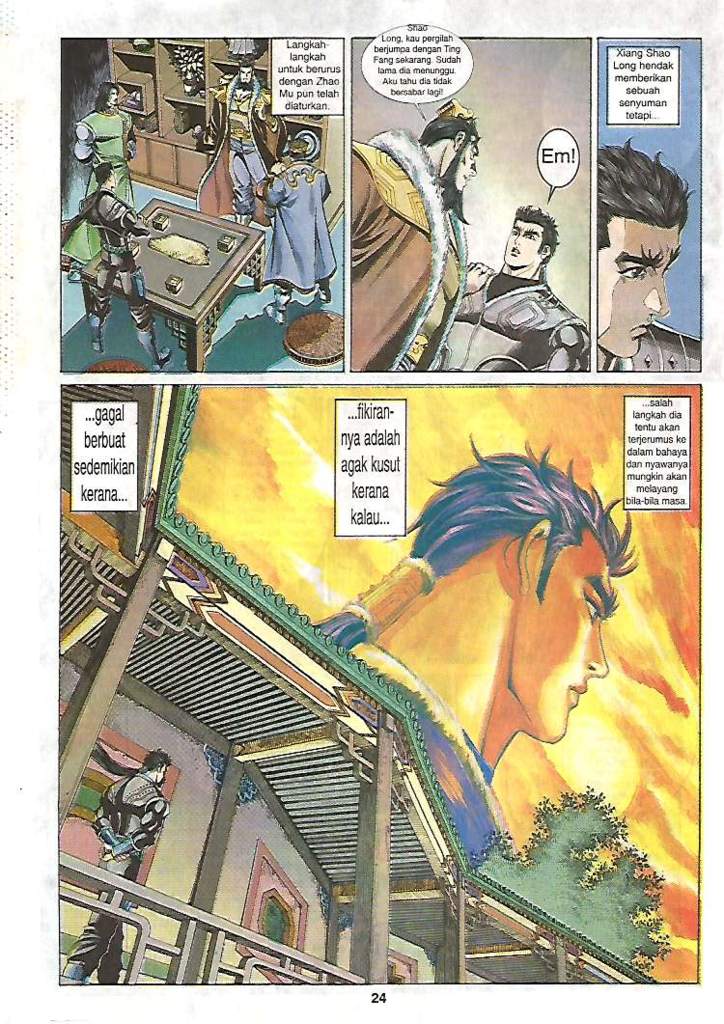 Langkah-
langkah
untuk berurus
dengan Zhao
Mu pun telah
diaturkan.
Shao
Long, kau pergilah
berjumpa dengan Ting
Fang sekarang. Sudah
lama dia menunggu.
Aku tahu dia tidak
bersabar lagi!
Em!
Xiang Shao
Long hendak
memberikan
sebuah
senyuman
tetapi...
...gagal
berbuat
sedemikian
kerana...
...fikiran-
nya adalah
agak kusut
kerana
kalau...
...salah
langkah dia
tentu akan
terjerumus ke
dalam bahaya
dan nyawanya
mungkin akan
melayang
bila-bila masa.
24